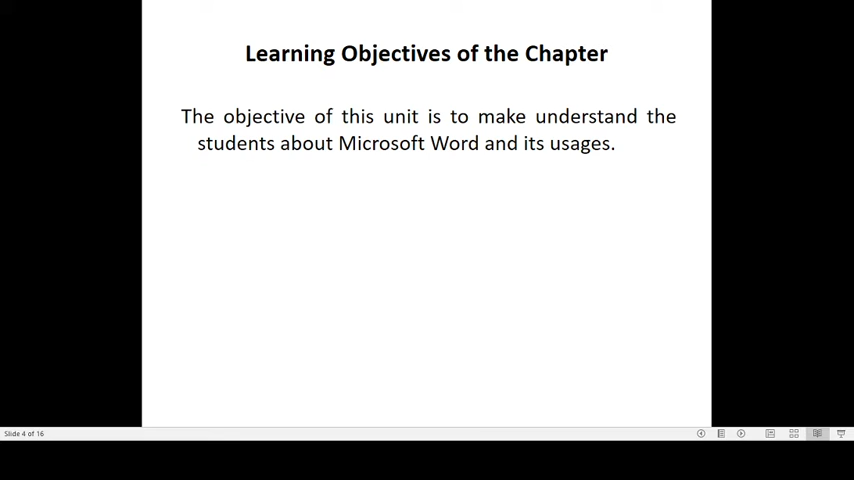 Learning Objectives of the Chapter
The objective of this unit is to make understand the
students about Microsoft Word and its usages.
Slide 4 of 16